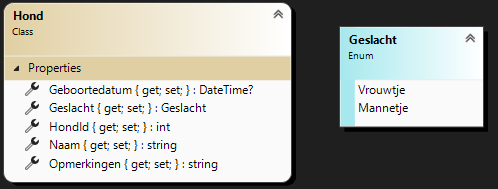 Hond
Class
Properties
Geboortedatum { get; set; } : DateTime?
Geslacht { get; set; } : Geslacht
HondId { get; set; } : int
Naam { get; set; } : string
Opmerkingen { get; set; } : string
Geslacht
Enum
Vrouwtje
Mannetje